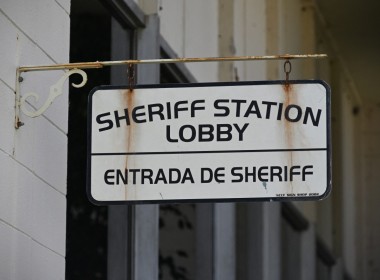 SHERIFF STATION
LOBBY
ENTRADA DE SHERIFF